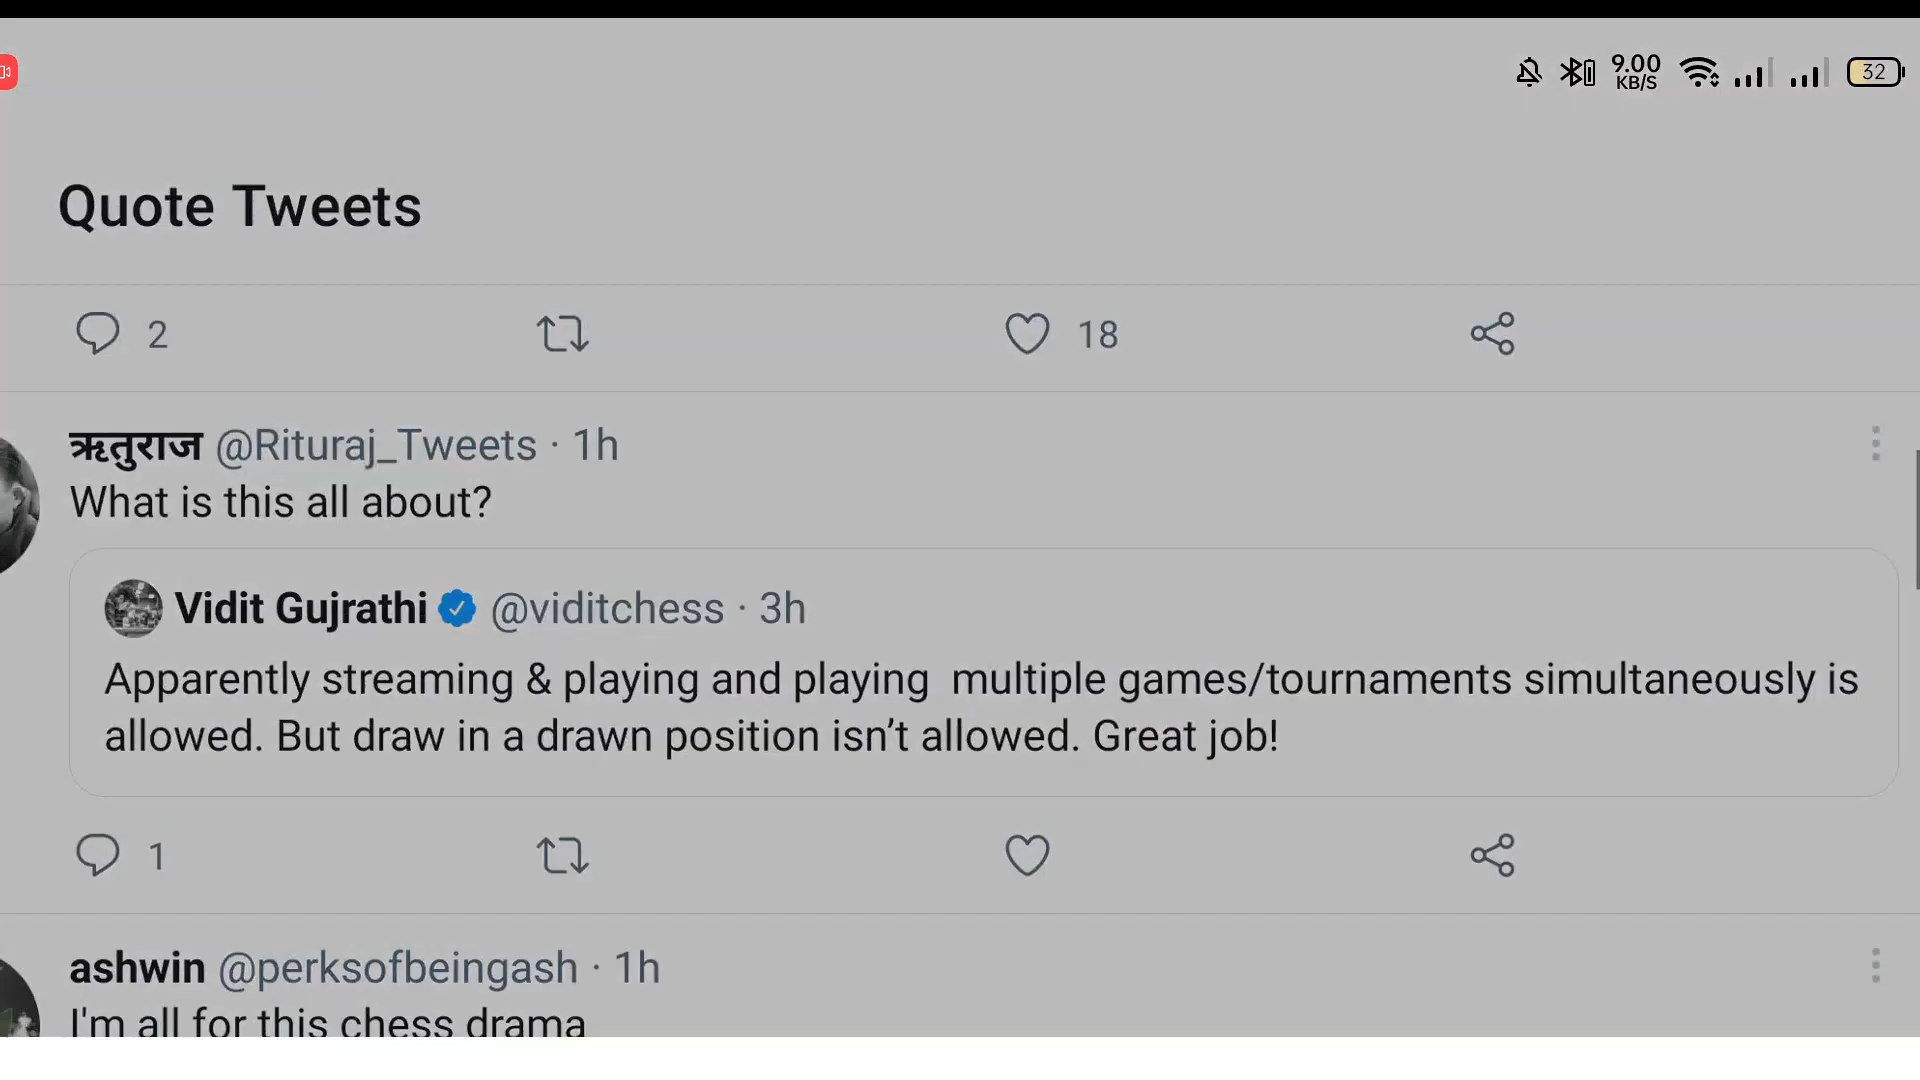 9.00
KB/S
32
Quote Tweets
2
18
ऋतुराज @Rituraj_Tweets · 1h
What is this all about?
Vidit Gujrathi @viditchess · 3h
Apparently streaming & playing and playing  multiple games/tournaments simultaneously is
allowed. But draw in a drawn position isn’t allowed. Great job!
1
ashwin @perksofbeingash · 1h
I'm all for this chess drama